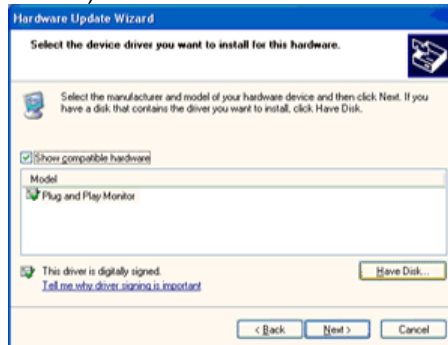 Hardware Update Wizard
Select the device driver you want to install for this hardware.
Select the manufacturer and model of your hardware device and then click Next. If you
have a disk that contains the driver you want to install, click Have Disk.
Show compatible hardware
Model
Plug and Play Monitor
This driver is digitally signed.
Have Disk...
Tell me why driver signing is important
< Back
Next >
Cancel